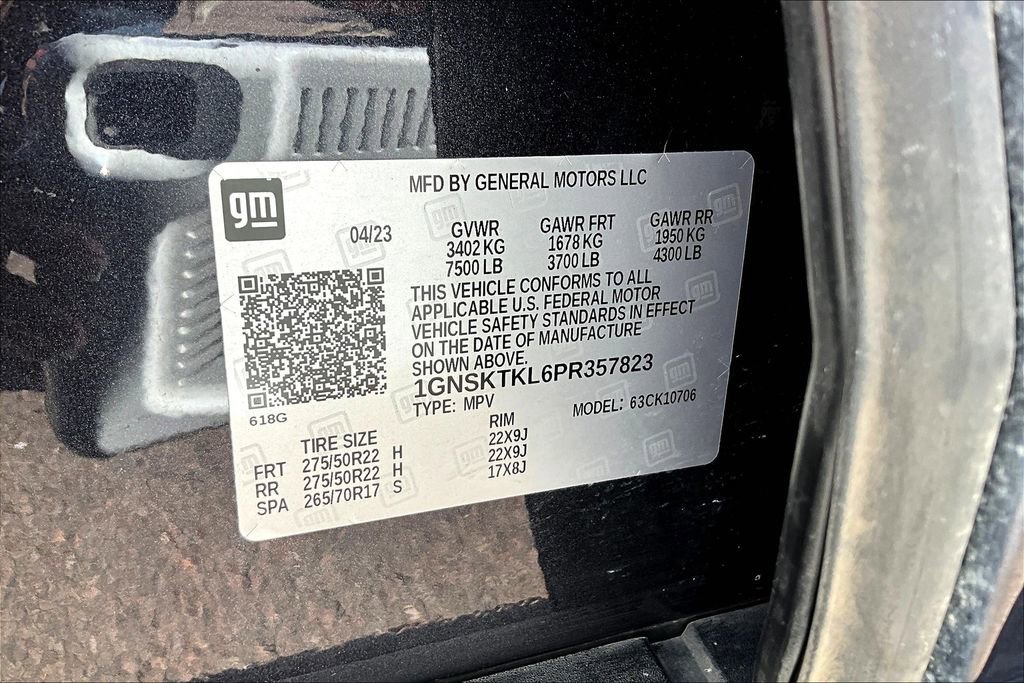 gm
MFD BY GENERAL MOTORS LLC
04/23
GVWR GAWR FRT GAWR RR
3402 KG 1678 KG 1950 KG
7500 LB 3700 LB 4300 LB
THIS VEHICLE CONFORMS TO ALL
APPLICABLE U.S. FEDERAL MOTOR
VEHICLE SAFETY STANDARDS IN EFFECT
ON THE DATE OF MANUFACTURE
SHOWN ABOVE.
1GNSKTKL6PR357823
TYPE: MPV MODEL: 63CK10706
618G
TIRE SIZE RIM
FRT 275/50R22 H 22X9J
RR 275/50R22 H 22X9J
SPA 265/70R17 S 17X8J